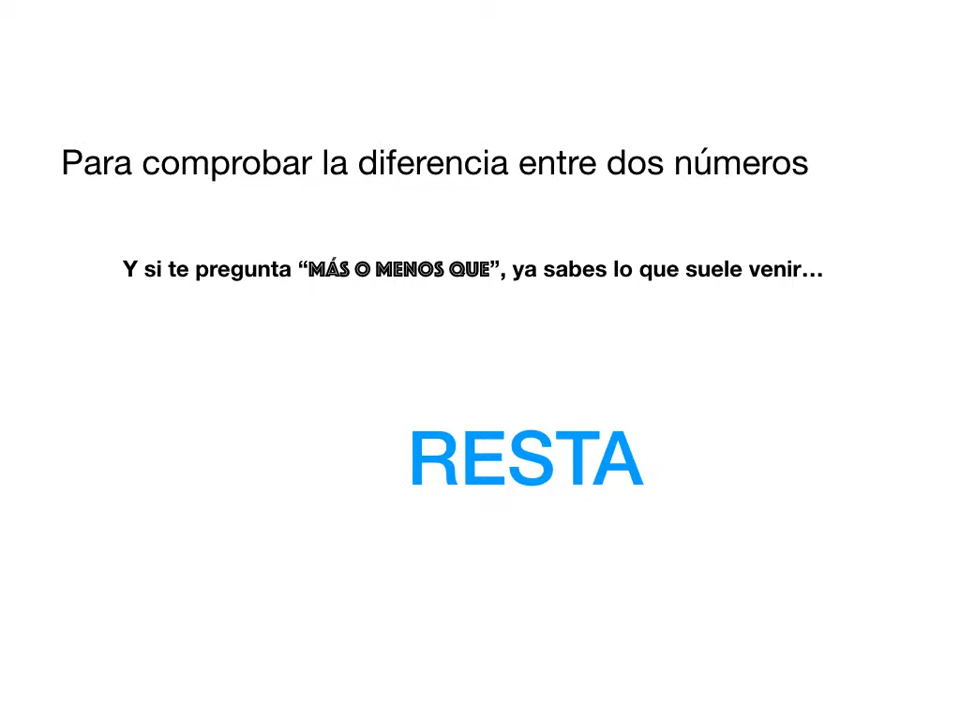 Para comprobar la diferencia entre dos números
Y si te pregunta “MÁS O MENOS QUE”, ya sabes lo que suele venir…
RESTA